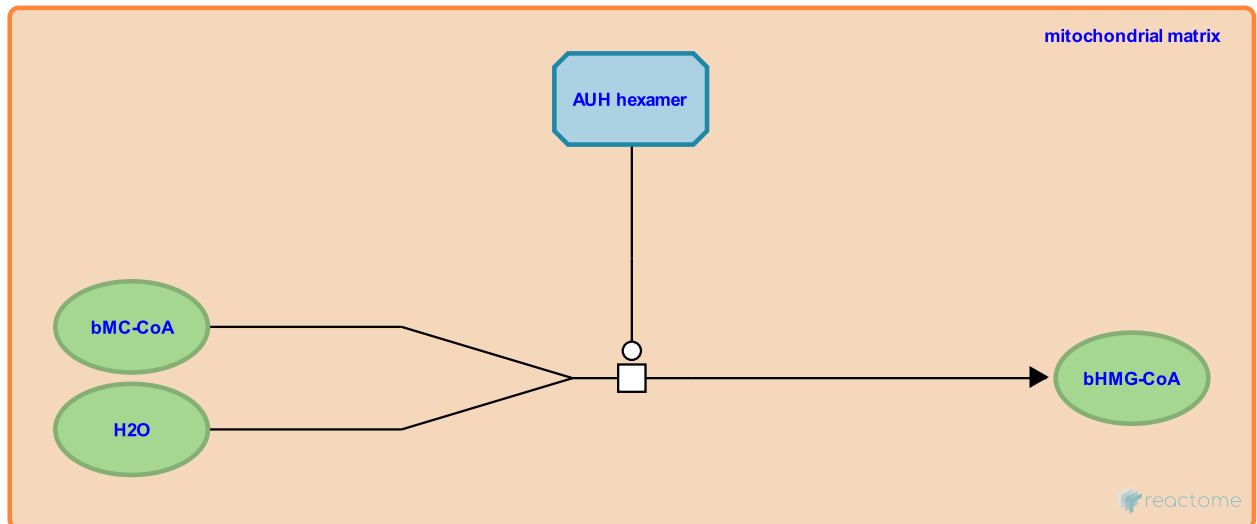 mitochondrial matrix
AUH hexamer
bMC-CoA
H2O
bHMG-CoA
reactome